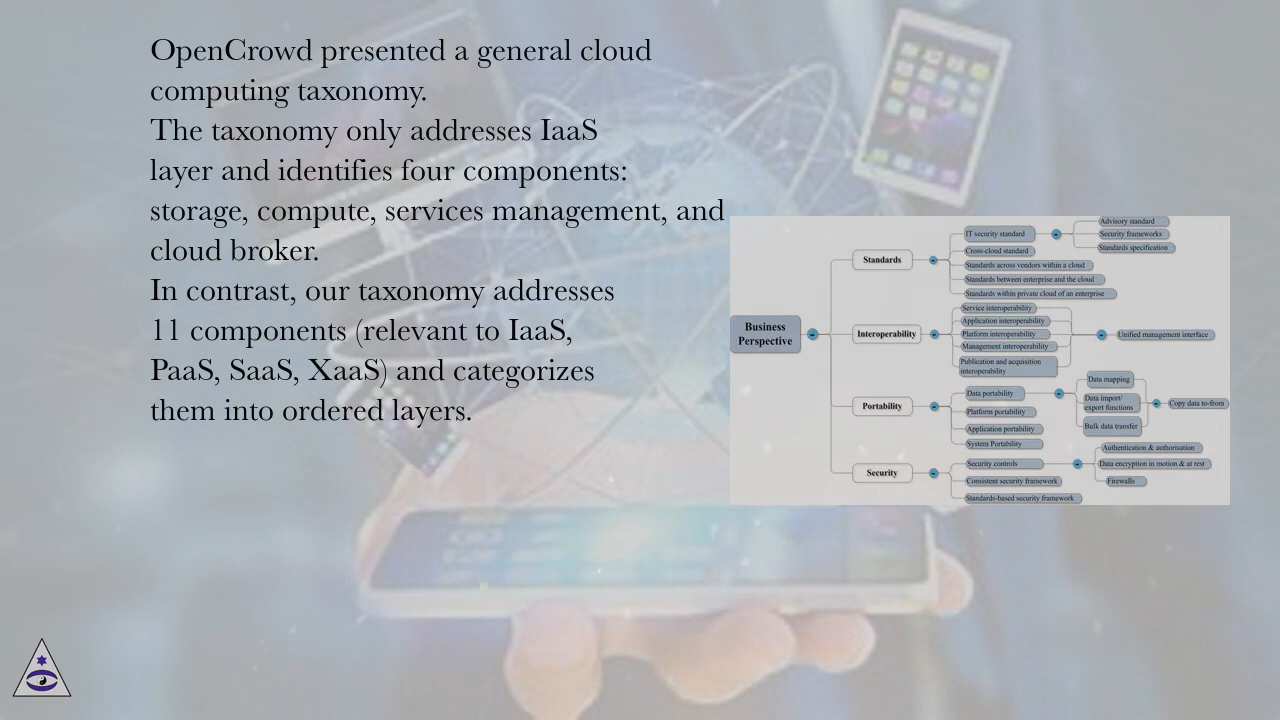 OpenCrowd presented a general cloud
computing taxonomy.
The taxonomy only addresses IaaS
layer and identifies four components:
storage, compute, services management, and
cloud broker.
In contrast, our taxonomy addresses
11 components (relevant to IaaS,
PaaS, SaaS, XaaS) and categorizes
them into ordered layers.
Business
Perspective
Standards
IT security standard
Advisory standard
Security frameworks
Standards specification
Cross-cloud standard
Standards across vendors within a cloud
Standards between enterprise and the cloud
Standards within private cloud of an enterprise
Interoperability
Service interoperability
Application interoperability
Platform interoperability
Management interoperability
Publication and acquisition
interoperability
Unified management interface
Portability
Data portability
Data mapping
Data import/
export functions
Bulk data transfer
Copy data to-from
Platform portability
Application portability
System Portability
Security
Security controls
Authentication & authorisation
Data encryption in motion & at rest
Firewalls
Consistent security framework
Standards-based security framework